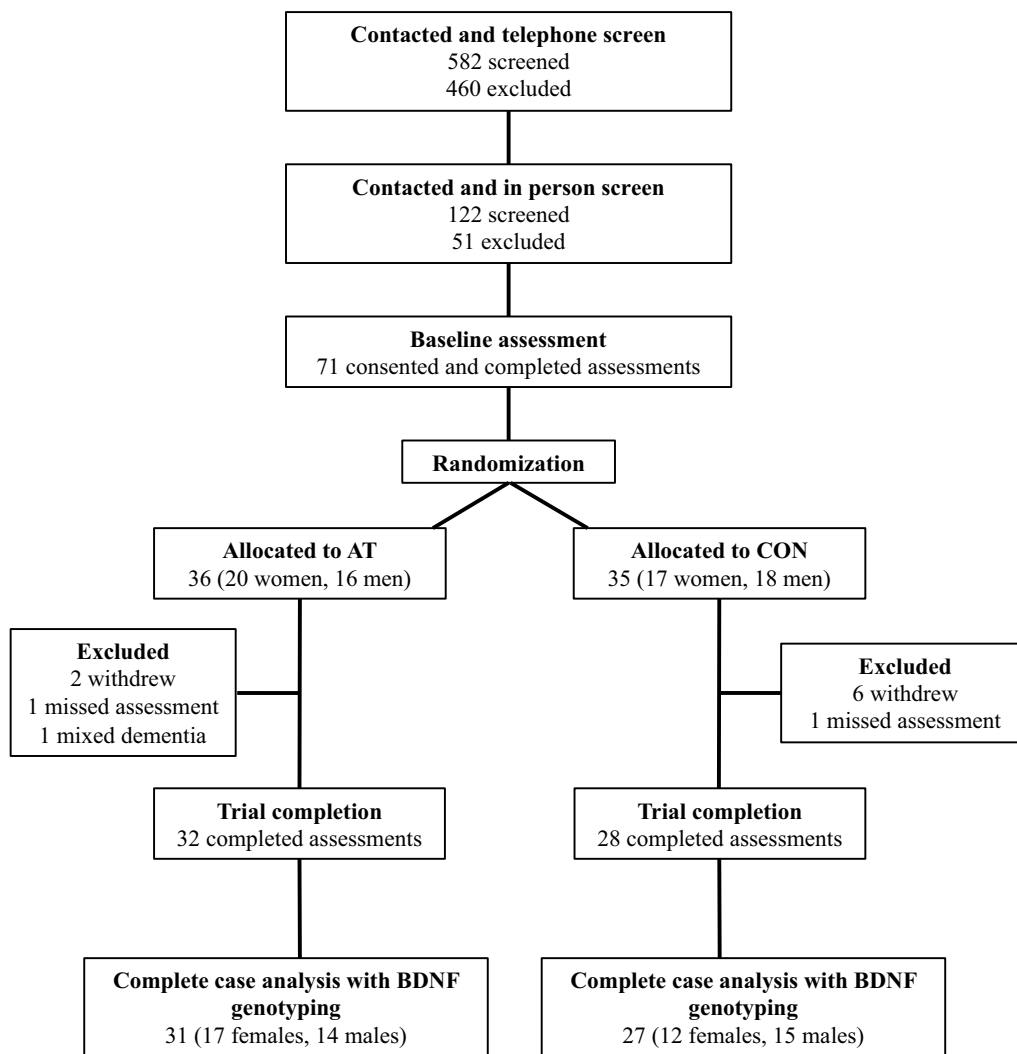 Contacted and telephone screen
582 screened
460 excluded
Contacted and in person screen
122 screened
51 excluded
Baseline assessment
71 consented and completed assessments
Randomization
Allocated to AT
36 (20 women, 16 men)
Allocated to CON
35 (17 women, 18 men)
Excluded
2 withdrew
1 missed assessment
1 mixed dementia
Excluded
6 withdrew
1 missed assessment
Trial completion
32 completed assessments
Trial completion
28 completed assessments
Complete case analysis with BDNF
genotyping
31 (17 females, 14 males)
Complete case analysis with BDNF
genotyping
27 (12 females, 15 males)